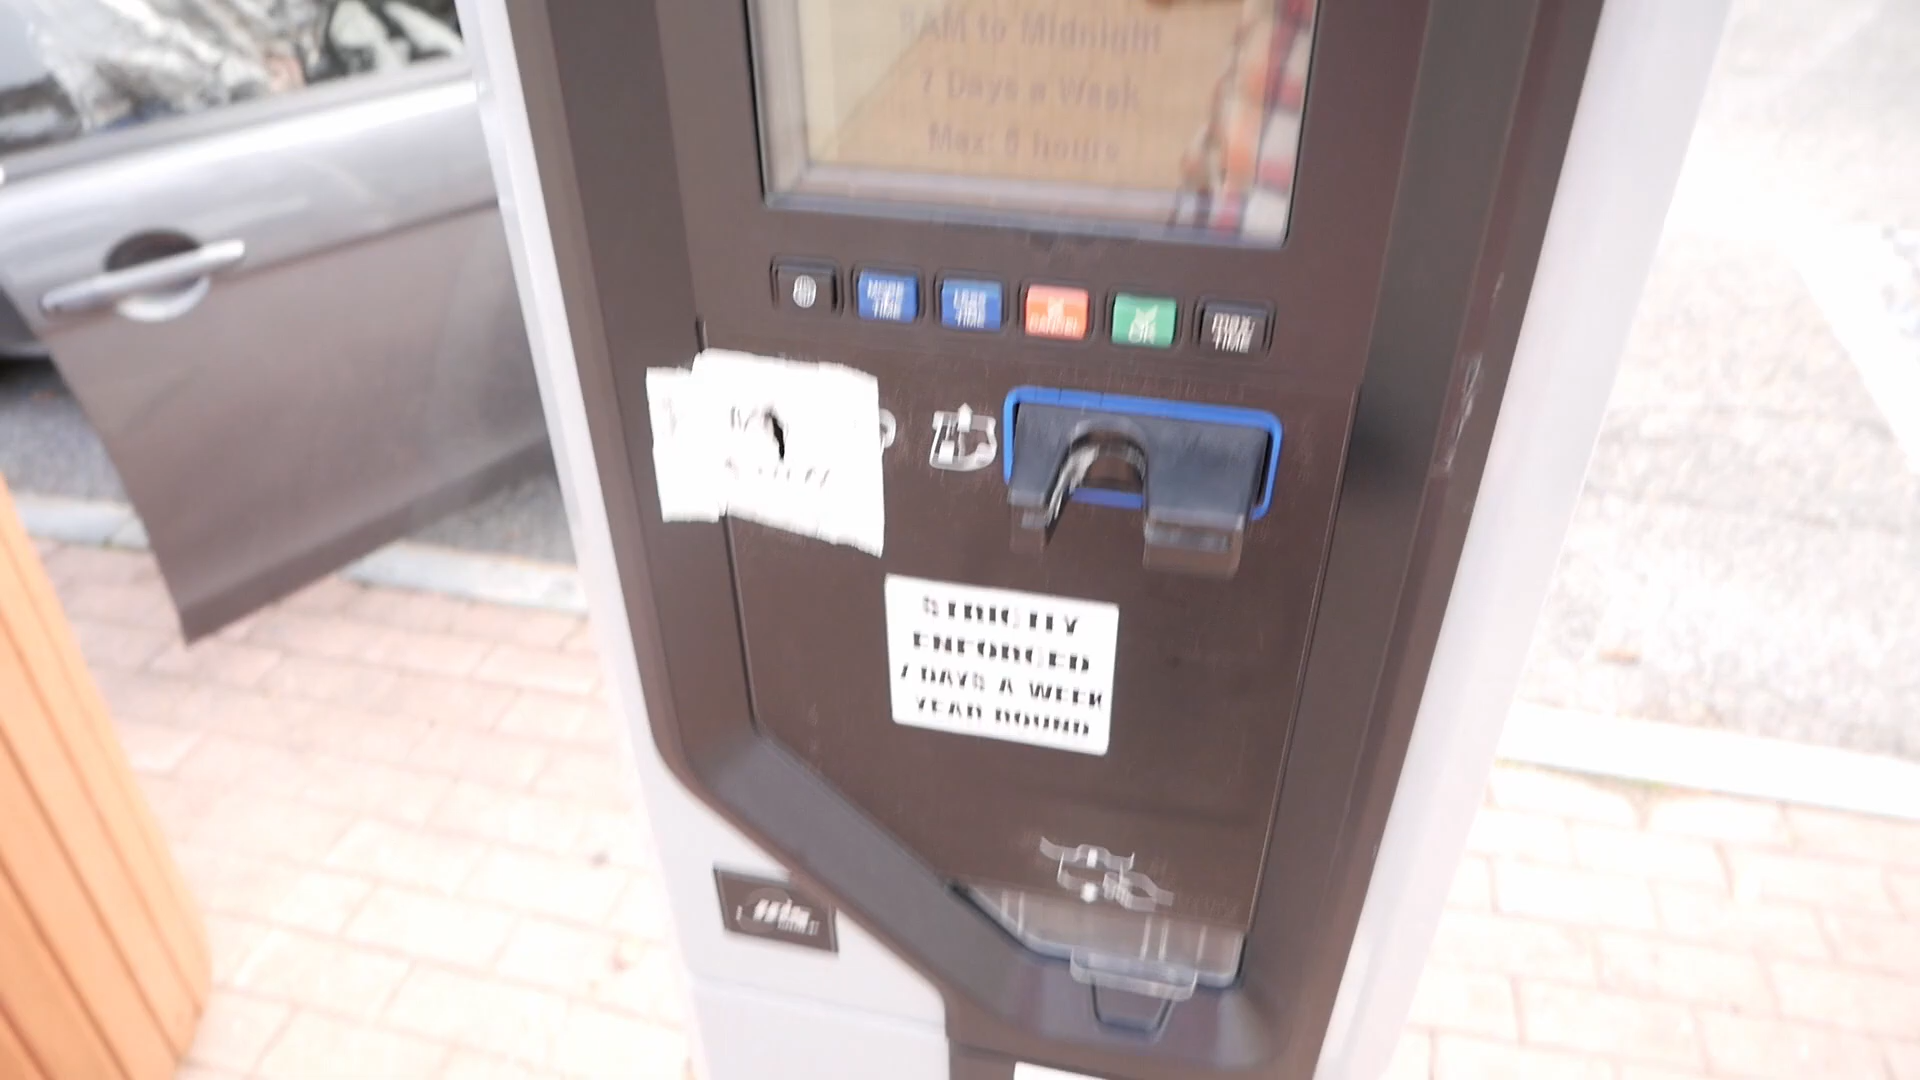 8AM to Midnight
7 Days a Week
Max: 5 hours
MORE TIME
LESS TIME
CANCEL
OK
max TIME
STRICTLY
ENFORCED
7 DAYS A WEEK
YEAR ROUND